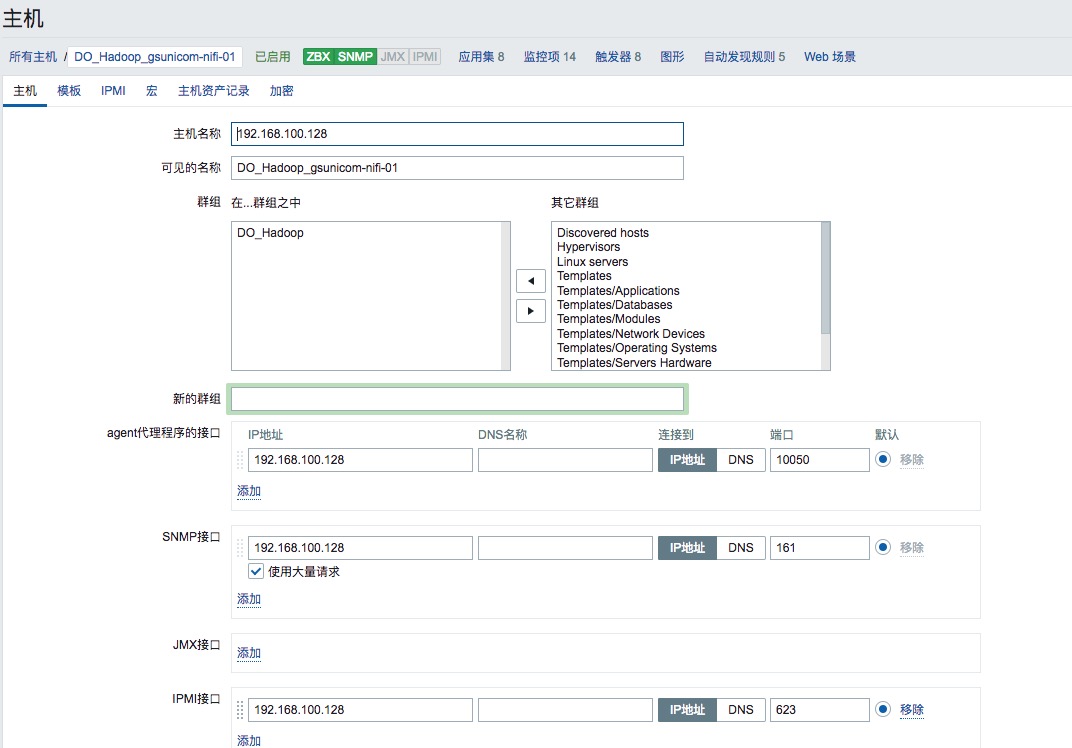 主机
所有主机 / DO_Hadoop_gsunicom-nifi-01 已启用 ZBX SNMP JMX IPMI 应用集 8 监控项 14 触发器 8 图形 自动发现规则 5 Web 场景
主机 模板 IPMI 宏 主机资产记录 加密
主机名称 192.168.100.128
可见的名称 DO_Hadoop_gsunicom-nifi-01
群组 在...群组之中 其它群组
DO_Hadoop
Discovered hosts
Hypervisors
Linux servers
Templates
Templates/Applications
Templates/Databases
Templates/Modules
Templates/Network Devices
Templates/Operating Systems
Templates/Servers Hardware
新的群组
agent代理程序的接口 IP地址 DNS名称 连接到 端口 默认
192.168.100.128 IP地址 DNS 10050 移除
添加
SNMP接口 192.168.100.128 IP地址 DNS 161 移除
使用大量请求
添加
JMX接口 添加
IPMI接口 192.168.100.128 IP地址 DNS 623 移除
添加